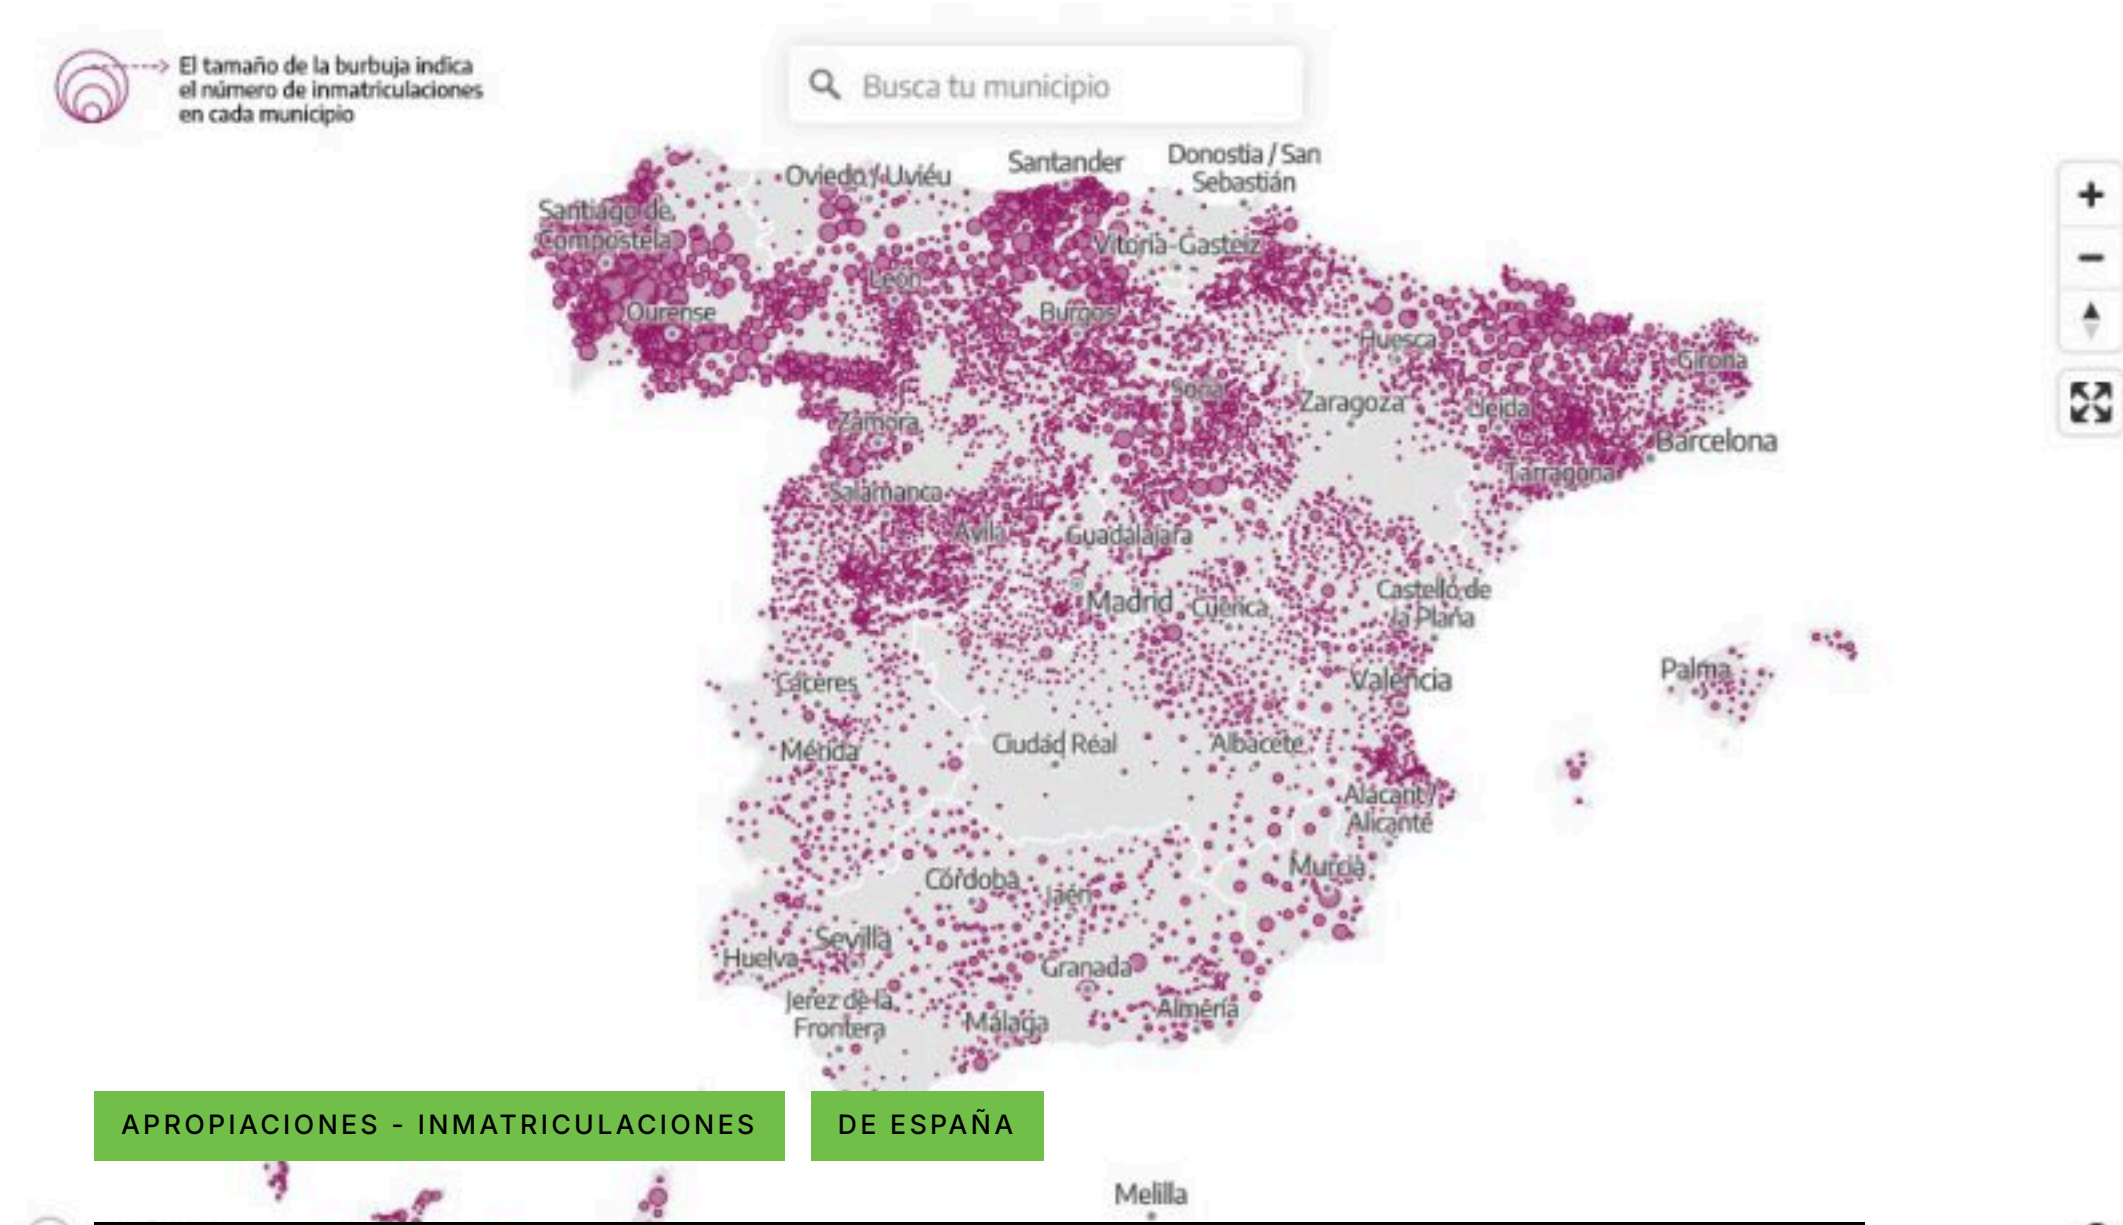 El tamaño de la burbuja indica
el número de inmatriculaciones
en cada municipio
Busca tu municipio
Santander
Donostia / San
Sebastián
Oviedo / Uviéu
Santiago de
Compostela
Vitoria-Gasteiz
León
Ourense
Burgos
Huesca
Girona
Soria
Zaragoza
Lleida
Zamora
Barcelona
Tarragona
Salamanca
Ávila
Guadalajara
Castelló de
la Plana
Madrid
Cuenca
Palma
Cáceres
València
Ciudad Real
Albacete
Mérida
Alacant /
Alicante
Murcia
Córdoba
Jaén
Sevilla
Huelva
Granada
Jerez de la
Frontera
Almería
Málaga
APROPIACIONES - INMATRICULACIONES
DE ESPAÑA
Melilla